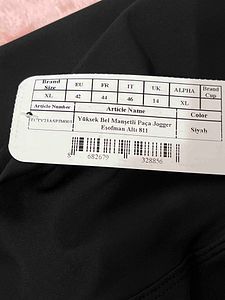 Brand Size EU FR IT UK ALPHA Brand Cup
XL 42 44 46 14 XL
Article Number Article Name Color
Yüksek Bel Manşetli Paça Jogger Eşofman Altı 811 Siyah
8 682679 328856